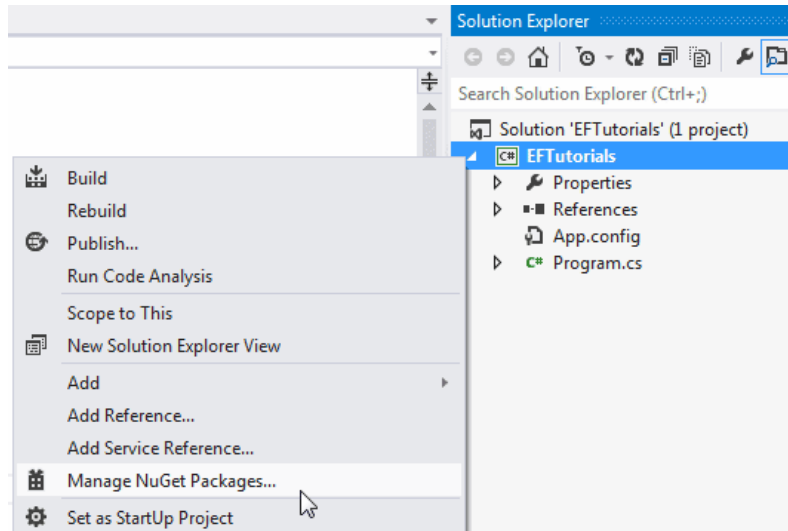 Solution Explorer
Search Solution Explorer (Ctrl+;)
Solution 'EFTutorials' (1 project)
C# EFTutorials
Properties
References
App.config
C# Program.cs
Build
Rebuild
Publish...
Run Code Analysis
Scope to This
New Solution Explorer View
Add
Add Reference...
Add Service Reference...
Manage NuGet Packages...
Set as StartUp Project